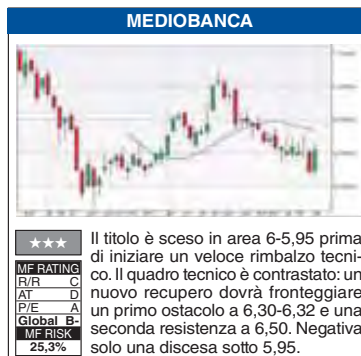 MEDIOBANCA
★★★
MF RATING
R/R C
AT D
P/E A
Global B-
MF RISK
25,3%
Il titolo è sceso in area 6-5,95 prima
di iniziare un veloce rimbalzo tecni-
co. Il quadro tecnico è contrastato: un
nuovo recupero dovrà fronteggiare
un primo ostacolo a 6,30-6,32 e una
seconda resistenza a 6,50. Negativa
solo una discesa sotto 5,95.